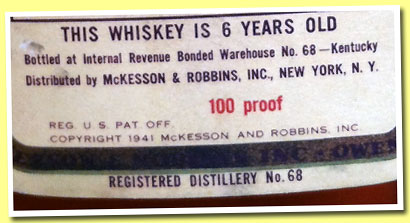 THIS WHISKEY IS 6 YEARS OLD
Bottled at Internal Revenue Bonded Warehouse No. 68—Kentucky
Distributed by McKESSON & ROBBINS, INC., NEW YORK, N. Y.
100 proof
REG. U. S. PAT. OFF.
COPYRIGHT 1941 McKESSON AND ROBBINS, INC.
REGISTERED DISTILLERY No. 68